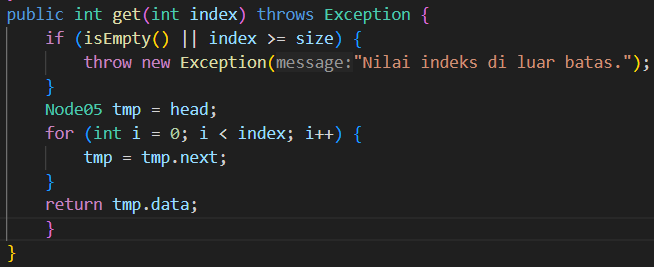 public int get(int index) throws Exception {
    if (isEmpty() || index >= size) {
        throw new Exception(message:"Nilai indeks di luar batas.");
    }
    Node05 tmp = head;
    for (int i = 0; i < index; i++) {
        tmp = tmp.next;
    }
    return tmp.data;
    }
}